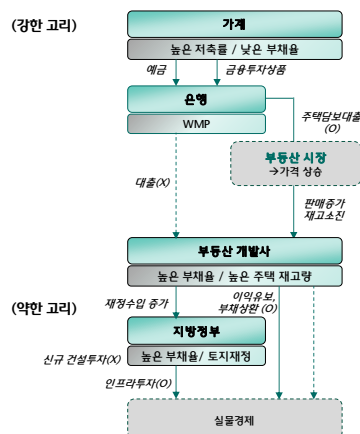 (강한 고리)
가계
높은 저축률 / 낮은 부채율
예금
금융투자상품
은행
WMP
주택담보대출
(O)
부동산 시장
→가격 상승
대출(X)
판매증가
재고소진
부동산 개발사
높은 부채율 / 높은 주택 재고량
(약한 고리)
재정수입 증가
이익유보,
부채상환 (O)
지방정부
높은 부채율/ 토지재정
신규 건설투자(X)
인프라투자(O)
실물경제